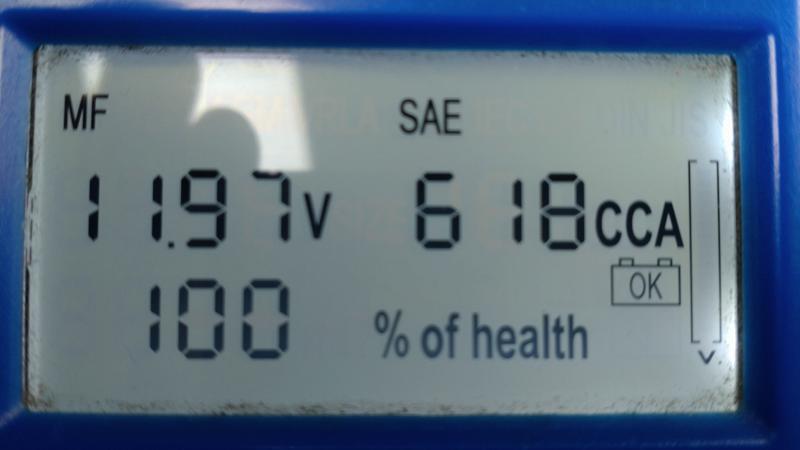 MF SAE
11.97V 618CCA
OK
100 % of health